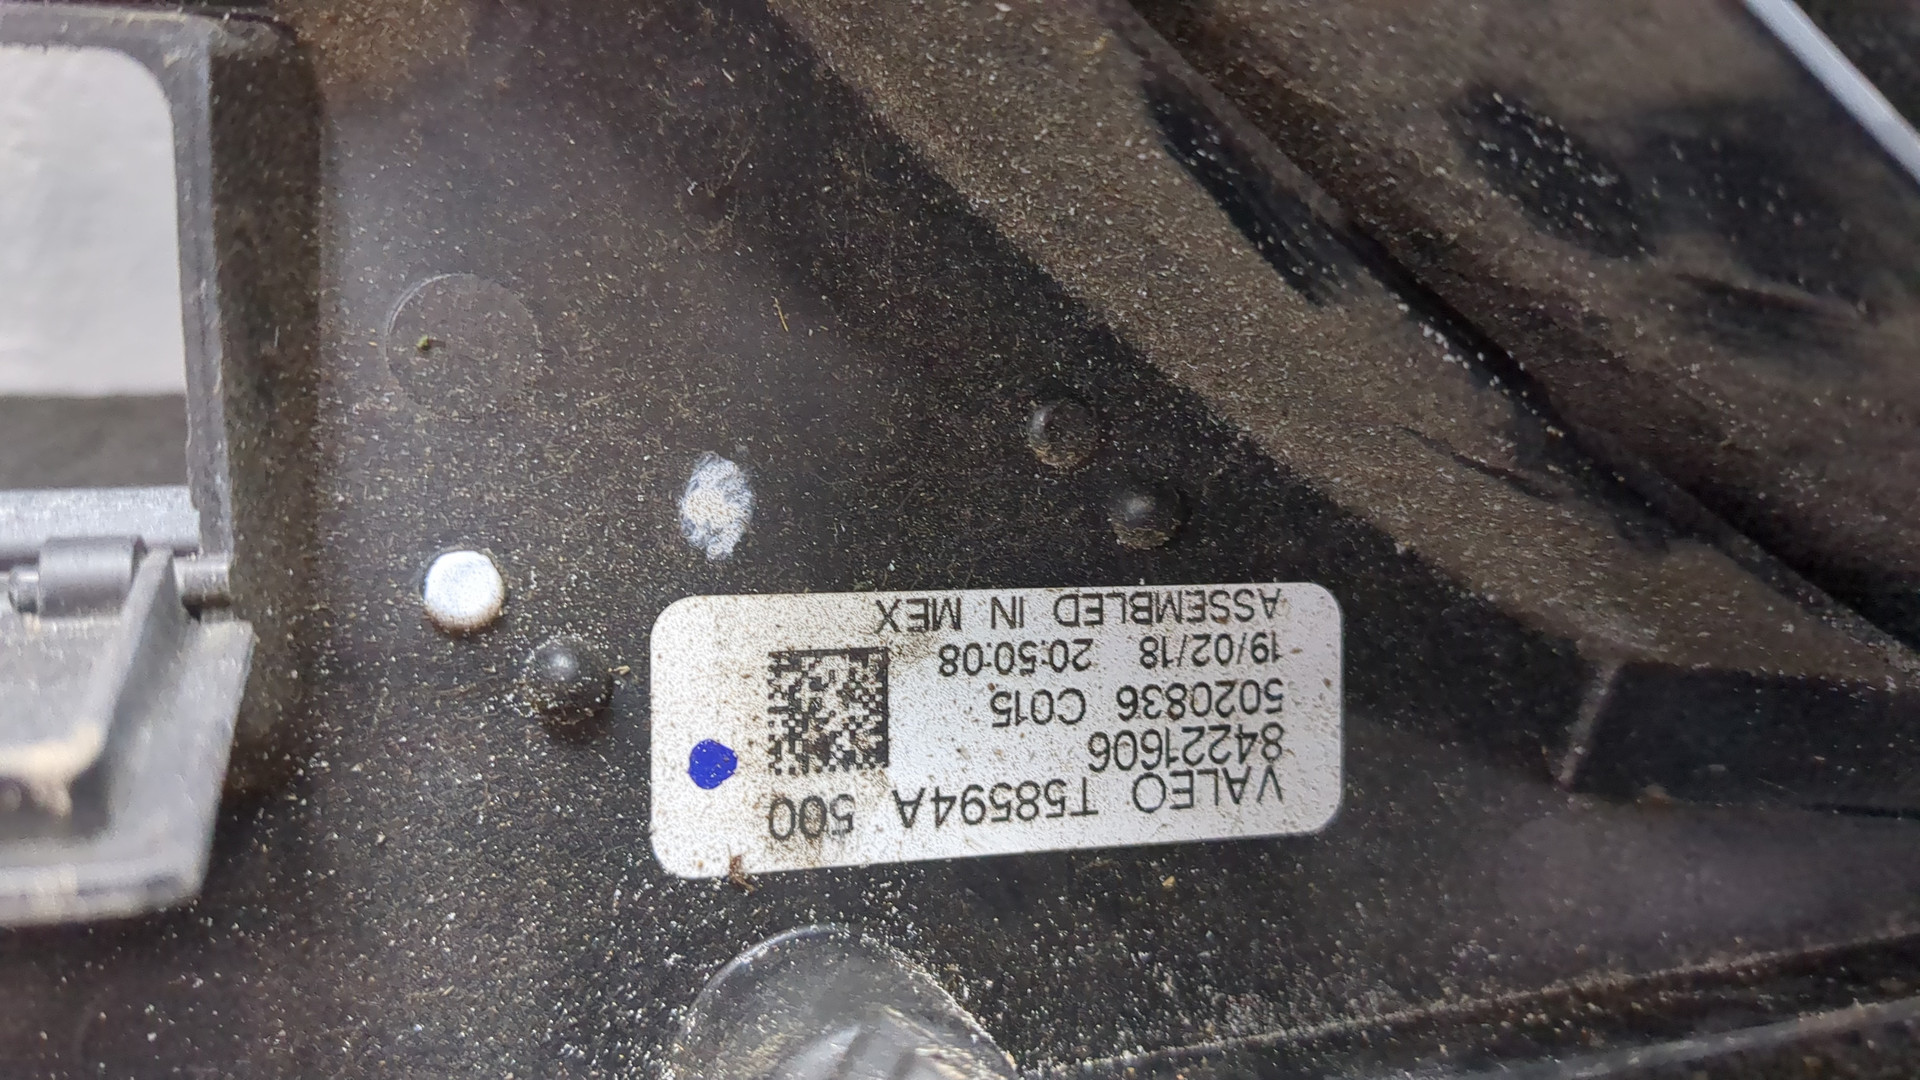 VALEO T58594A 500
84221606
5020836 C015
19/02/18 20:50:08
ASSEMBLED IN MEX